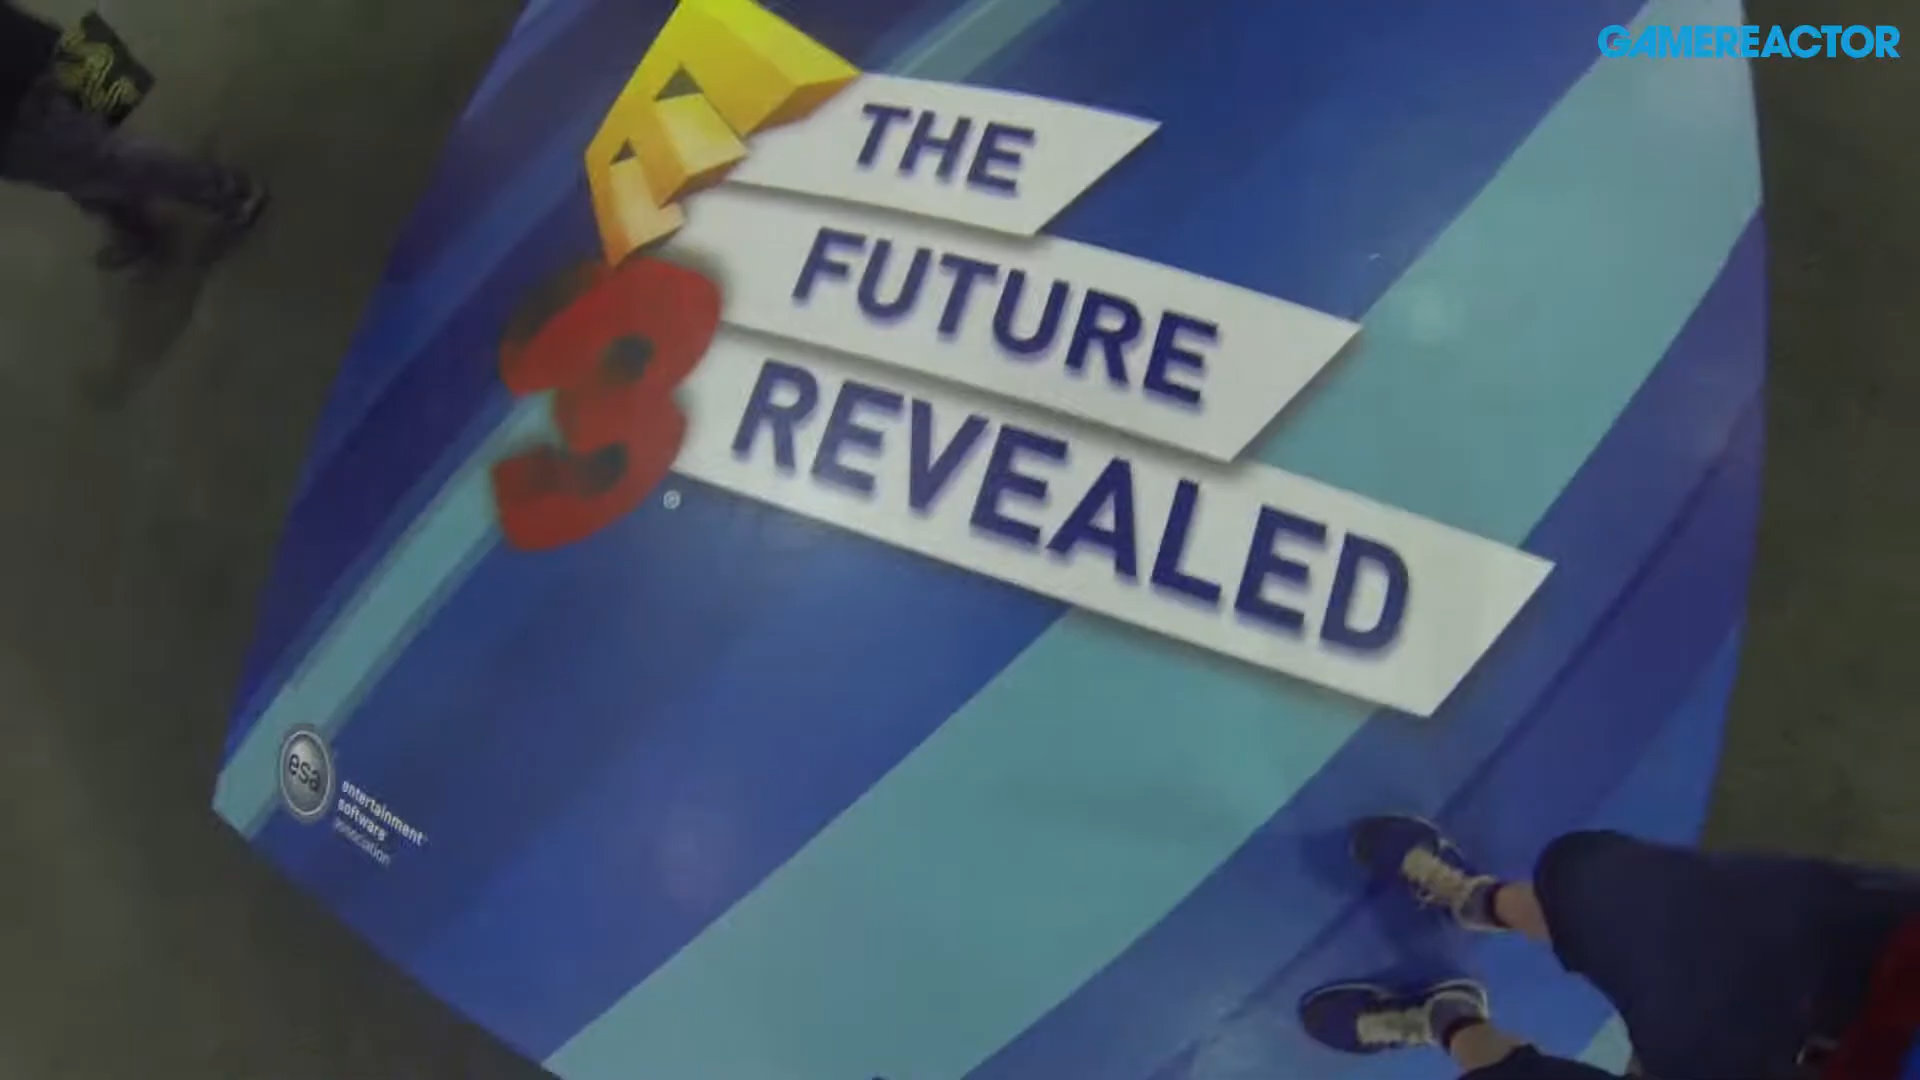 GAMEREACTOR
E3
THE
FUTURE
REVEALED
®
esa
entertainment
software
association